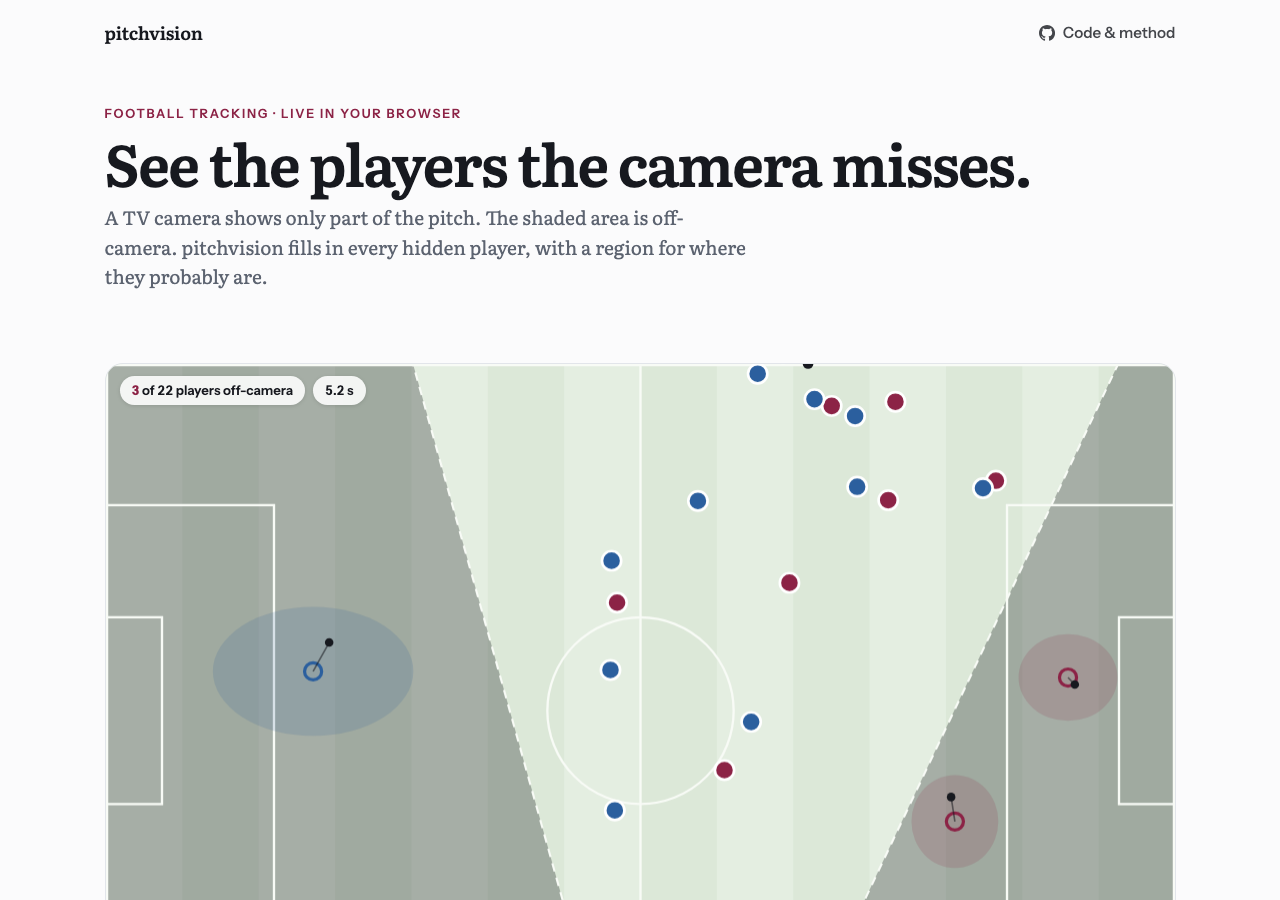 pitchvision
Code & method
FOOTBALL TRACKING · LIVE IN YOUR BROWSER
See the players the camera misses.
A TV camera shows only part of the pitch. The shaded area is off-
camera. pitchvision fills in every hidden player, with a region for where
they probably are.
3 of 22 players off-camera
5.2 s